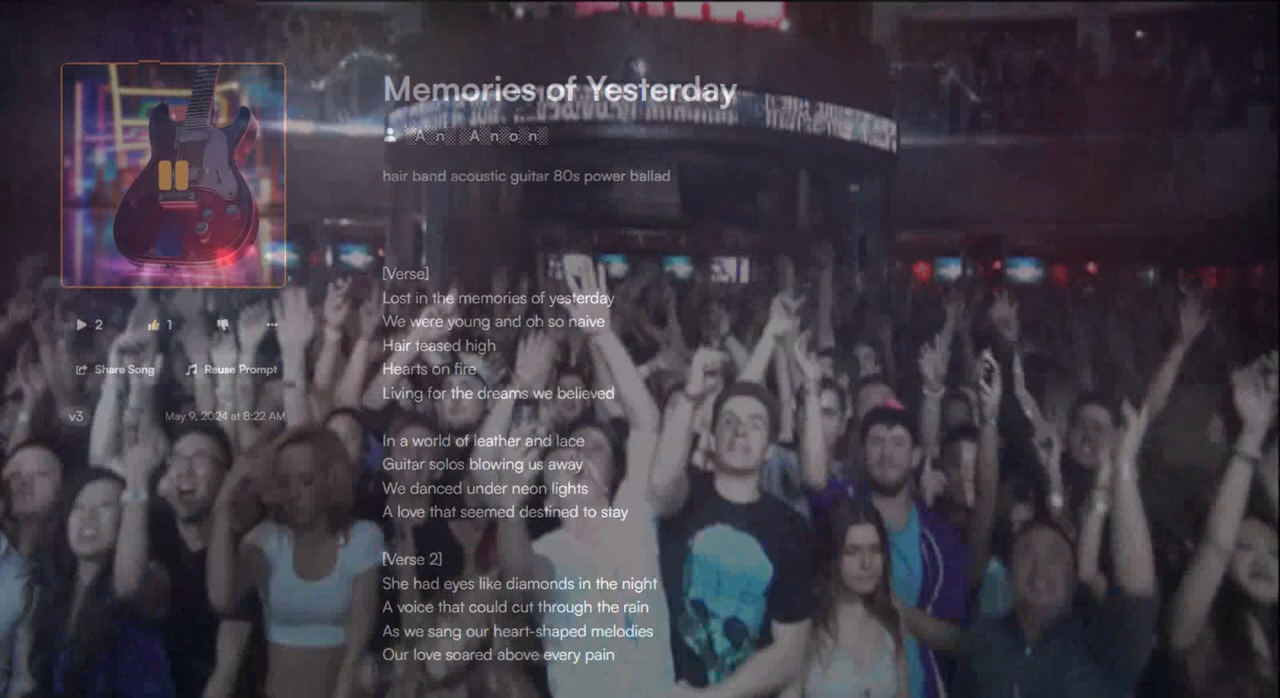 Memories of Yesterday
░A░n░ ░A░n░o░n░
hair band acoustic guitar 80s power ballad
2
1
Share Song
Reuse Prompt
v3
May 9, 2024 at 8:22 AM
[Verse]
Lost in the memories of yesterday
We were young and oh so naive
Hair teased high
Hearts on fire
Living for the dreams we believed
In a world of leather and lace
Guitar solos blowing us away
We danced under neon lights
A love that seemed destined to stay
[Verse 2]
She had eyes like diamonds in the night
A voice that could cut through the rain
As we sang our heart-shaped melodies
Our love soared above every pain